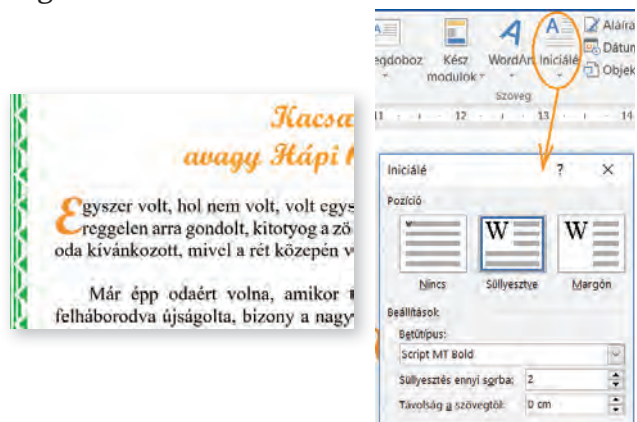 Kacsa
avagy Hápi
Egyszer volt, hol nem volt, volt egys
reggelen arra gondolt, kitotyog a zö
oda kívánkozott, mivel a rét közepén v
Már épp odaért volna, amikor
felháborodva újságolta, bizony a nagy
egdoboz
Kész
modulok
WordArt
Iniciálé
Aláírá
Dátum
Objek
Szöveg
11 12 13 14
Iniciálé ? ×
Pozíció
W W W
Nincs Süllyesztve Margón
Beállítások
Betűtípus:
Script MT Bold
Süllyesztés ennyi sorba: 2
Távolság a szövegtől: 0 cm